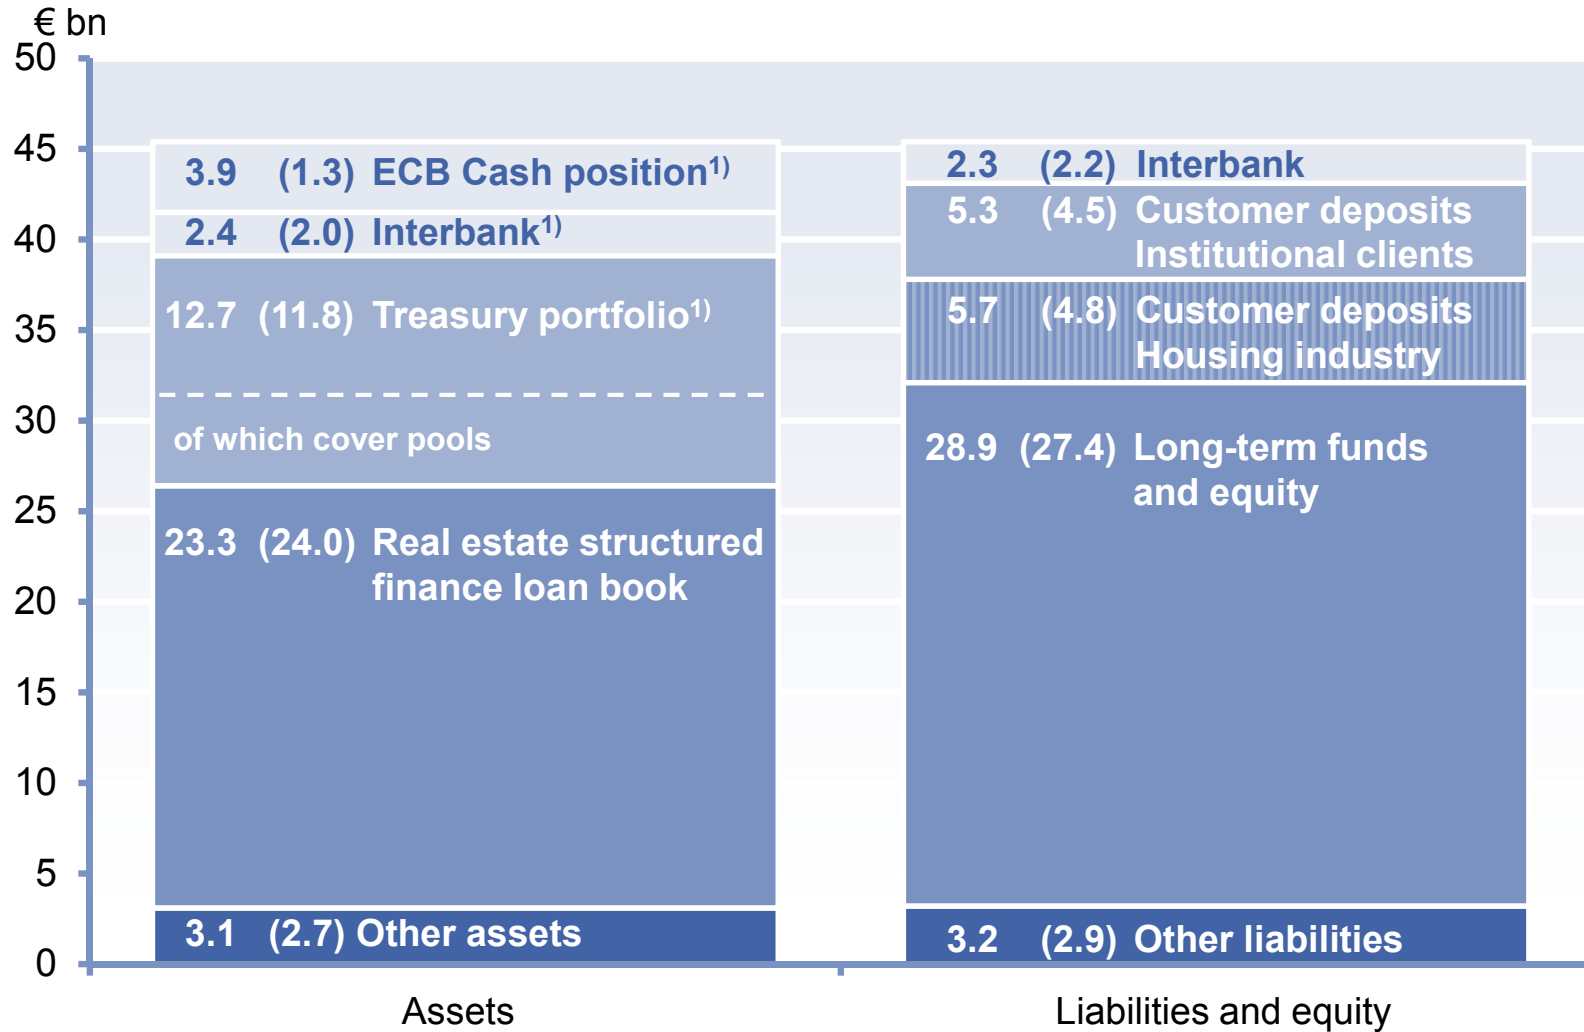 € bn
50
45
40
35
30
25
20
15
10
5
0
3.9 (1.3) ECB Cash position1)
2.4 (2.0) Interbank1)
12.7 (11.8) Treasury portfolio1)
of which cover pools
23.3 (24.0) Real estate structured
finance loan book
3.1 (2.7) Other assets
2.3 (2.2) Interbank
5.3 (4.5) Customer deposits
Institutional clients
5.7 (4.8) Customer deposits
Housing industry
28.9 (27.4) Long-term funds
and equity
3.2 (2.9) Other liabilities
Assets
Liabilities and equity